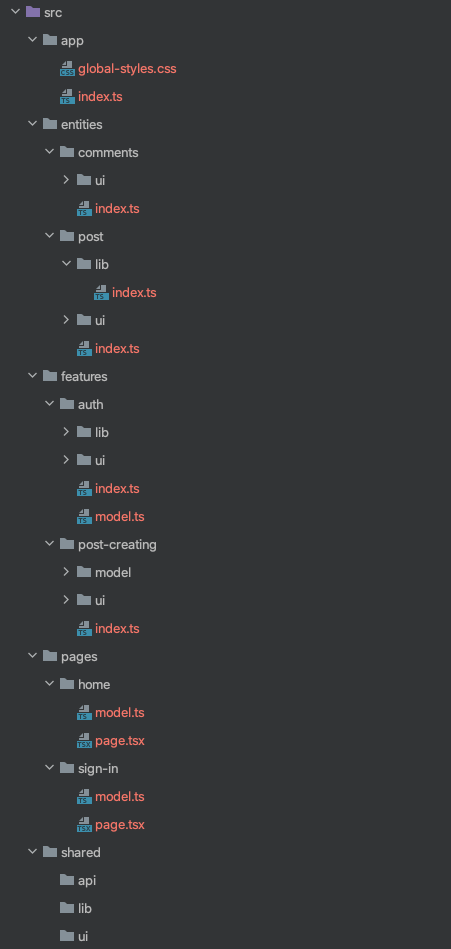 src
app
CSS global-styles.css
TS index.ts
entities
comments
ui
TS index.ts
post
lib
TS index.ts
ui
TS index.ts
features
auth
lib
ui
TS index.ts
TS model.ts
post-creating
model
ui
TS index.ts
pages
home
TS model.ts
TSX page.tsx
sign-in
TS model.ts
TSX page.tsx
shared
api
lib
ui